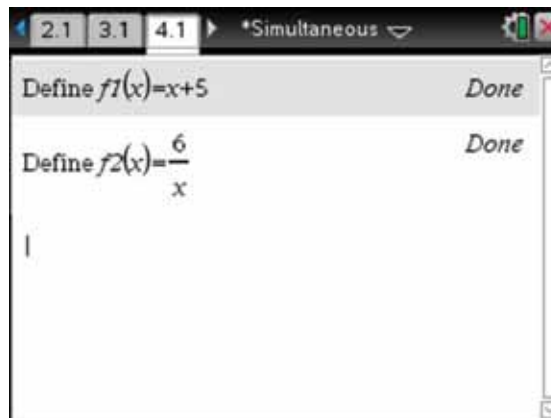 2.1 3.1 4.1 *Simultaneous
Define f1(x)=x+5 Done
Define f2(x)=6/x Done